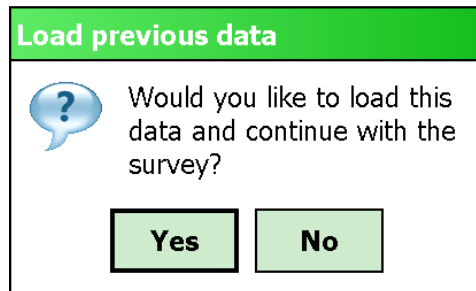 Load previous data
?
Would you like to load this
data and continue with the
survey?
Yes No